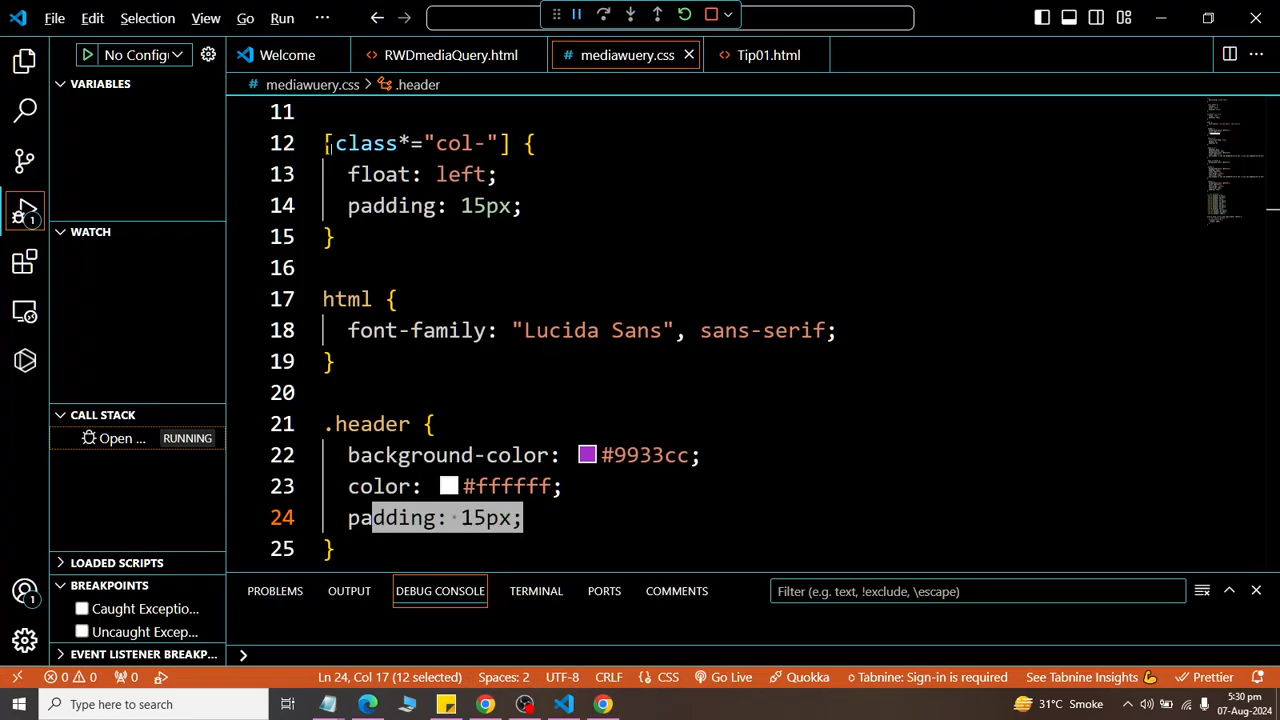 File Edit Selection View Go Run ···
No Configi
Welcome
<> RWDmediaQuery.html
# mediawuery.css
<> Tip01.html
VARIABLES
# mediawuery.css > .header
11
12 [class*="col-"] {
13 float: left;
14 padding: 15px;
15 }
16
17 html {
18 font-family: "Lucida Sans", sans-serif;
19 }
20
21 .header {
22 background-color: #9933cc;
23 color: #ffffff;
24 padding: 15px;
25 }
WATCH
CALL STACK
Open ... RUNNING
LOADED SCRIPTS
BREAKPOINTS
Caught Exceptio...
Uncaught Excep...
EVENT LISTENER BREAKP...
1
1
PROBLEMS OUTPUT DEBUG CONSOLE TERMINAL PORTS COMMENTS
Filter (e.g. text, !exclude, \escape)
>
0 0 0 Ln 24, Col 17 (12 selected) Spaces: 2 UTF-8 CRLF {} CSS Go Live Quokka Tabnine: Sign-in is required See Tabnine Insights 💪 Prettier
Type here to search
31°C Smoke
5:30 pm
07-Aug-2024